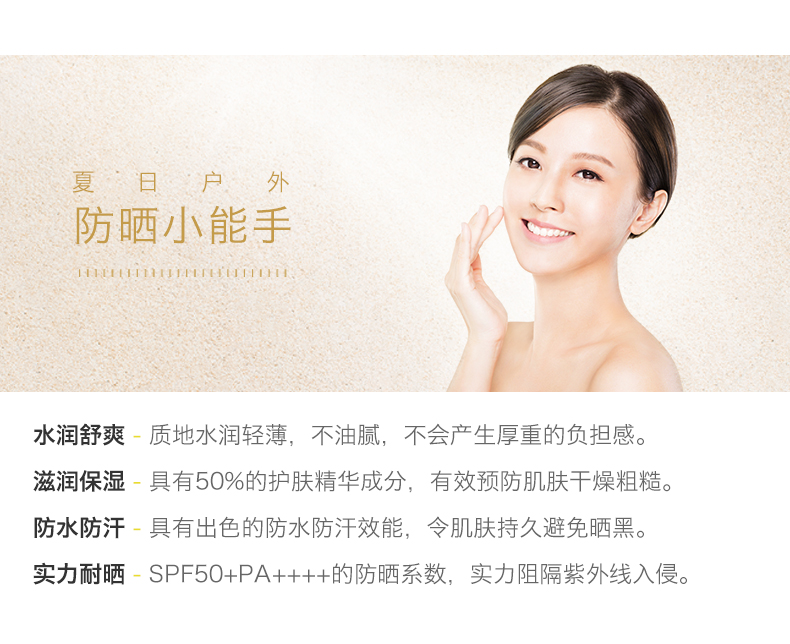 夏日户外
防晒小能手
水润舒爽 - 质地水润轻薄，不油腻，不会产生厚重的负担感。
滋润保湿 - 具有50%的护肤精华成分，有效预防肌肤干燥粗糙。
防水防汗 - 具有出色的防水防汗效能，令肌肤持久避免晒黑。
实力耐晒 - SPF50+PA++++的防晒系数，实力阻隔紫外线入侵。